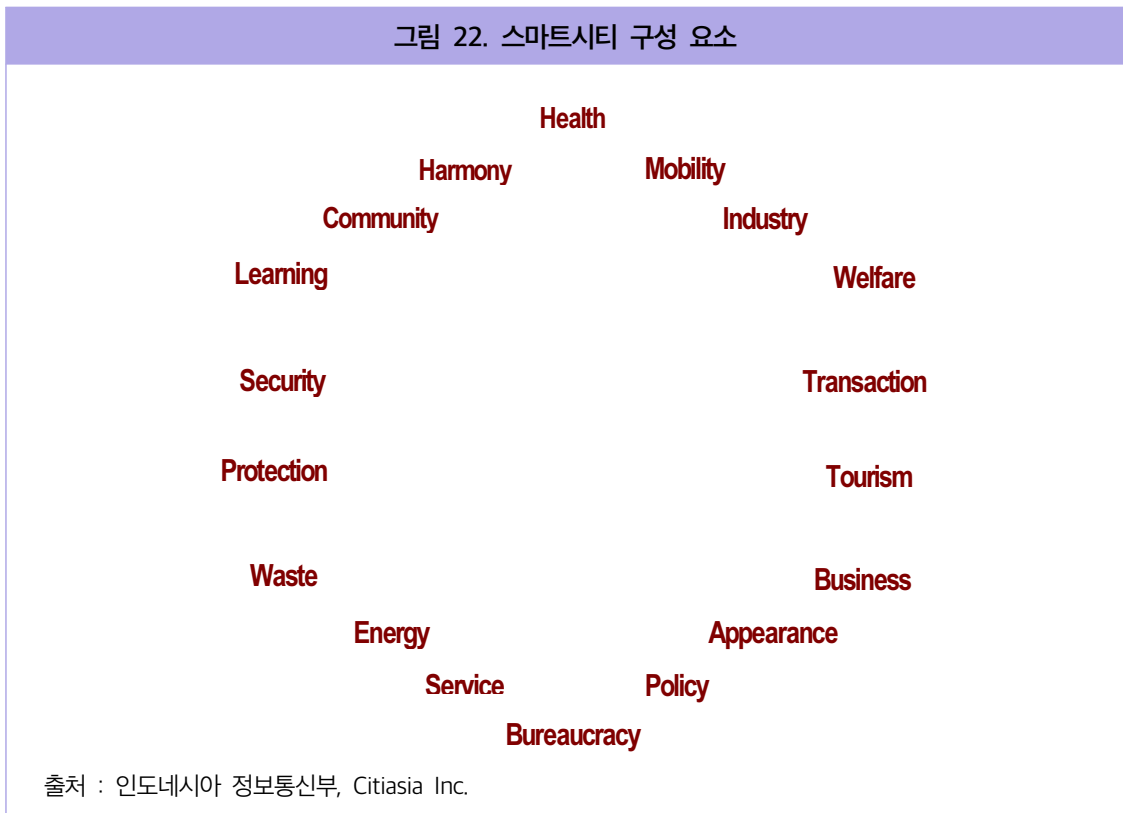 그림 22. 스마트시티 구성 요소
Health
Harmony Mobility
Community Industry
Learning Welfare
Security Transaction
Protection Tourism
Waste Business
Energy Appearance
Service Policy
Bureaucracy
출처 : 인도네시아 정보통신부, Citiasia Inc.